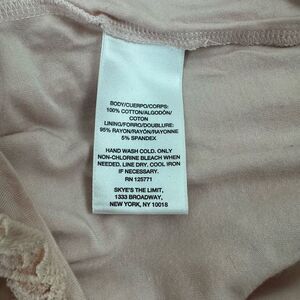 BODY/CUERPO/CORPS:
100% COTTON/ALGODÓN/
COTON
LINING/FORRO/DOUBLURE:
95% RAYON/RAYÓN/RAYONNE
5% SPANDEX
HAND WASH COLD. ONLY
NON-CHLORINE BLEACH WHEN
NEEDED. LINE DRY. COOL IRON
IF NECESSARY.
RN 125771
SKYE'S THE LIMIT,
1333 BROADWAY,
NEW YORK, NY 10018